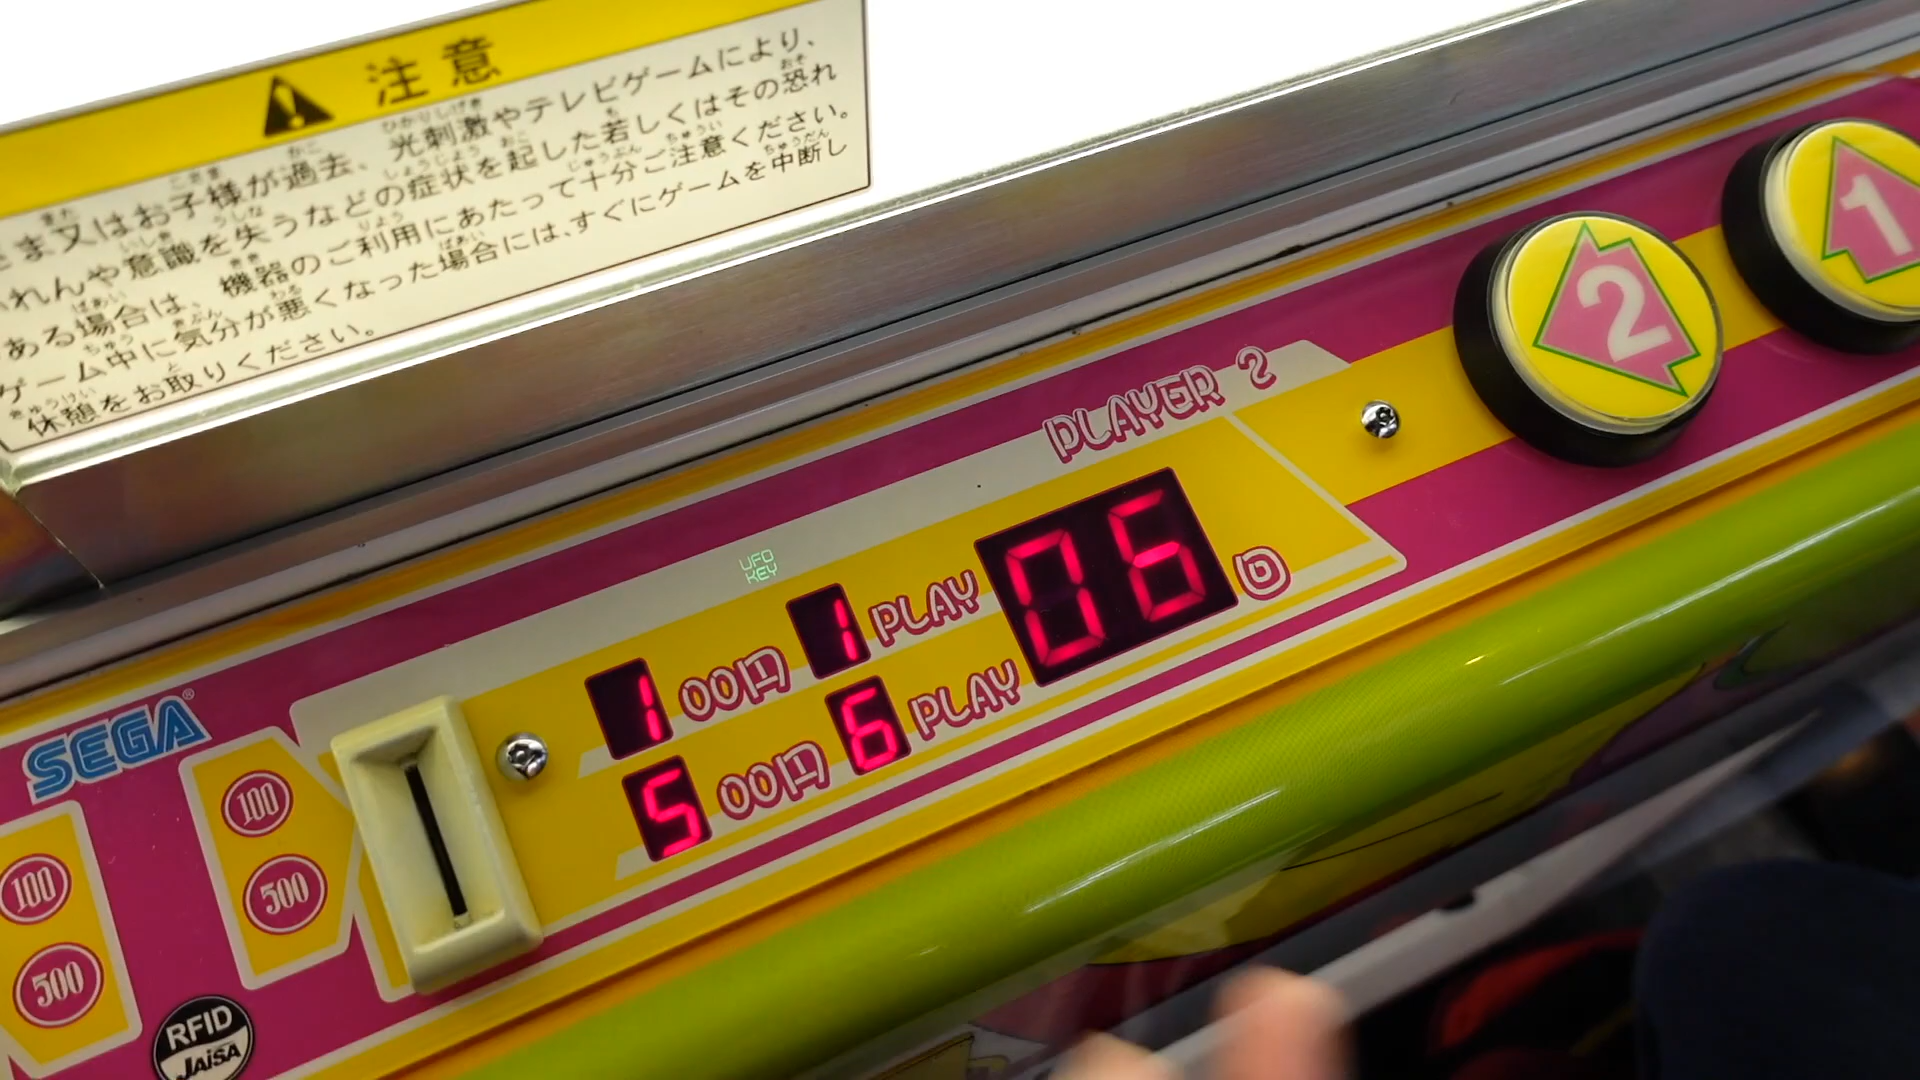 注意
ま又はお子様が過去、光刺激やテレビゲームにより、
れんや意識を失うなどの症状を起した若しくはその恐れ
ある場合は、機器のご利用にあたって十分ご注意ください。
ゲーム中に気分が悪くなった場合には、すぐにゲームを中断し
休憩をお取りください。
1
2
PLAYER 2
UFO
KEY
1 00円 1 PLAY
5 00円 6 PLAY
06 回
SEGA®
100
500
100
500
RFID
JAISA